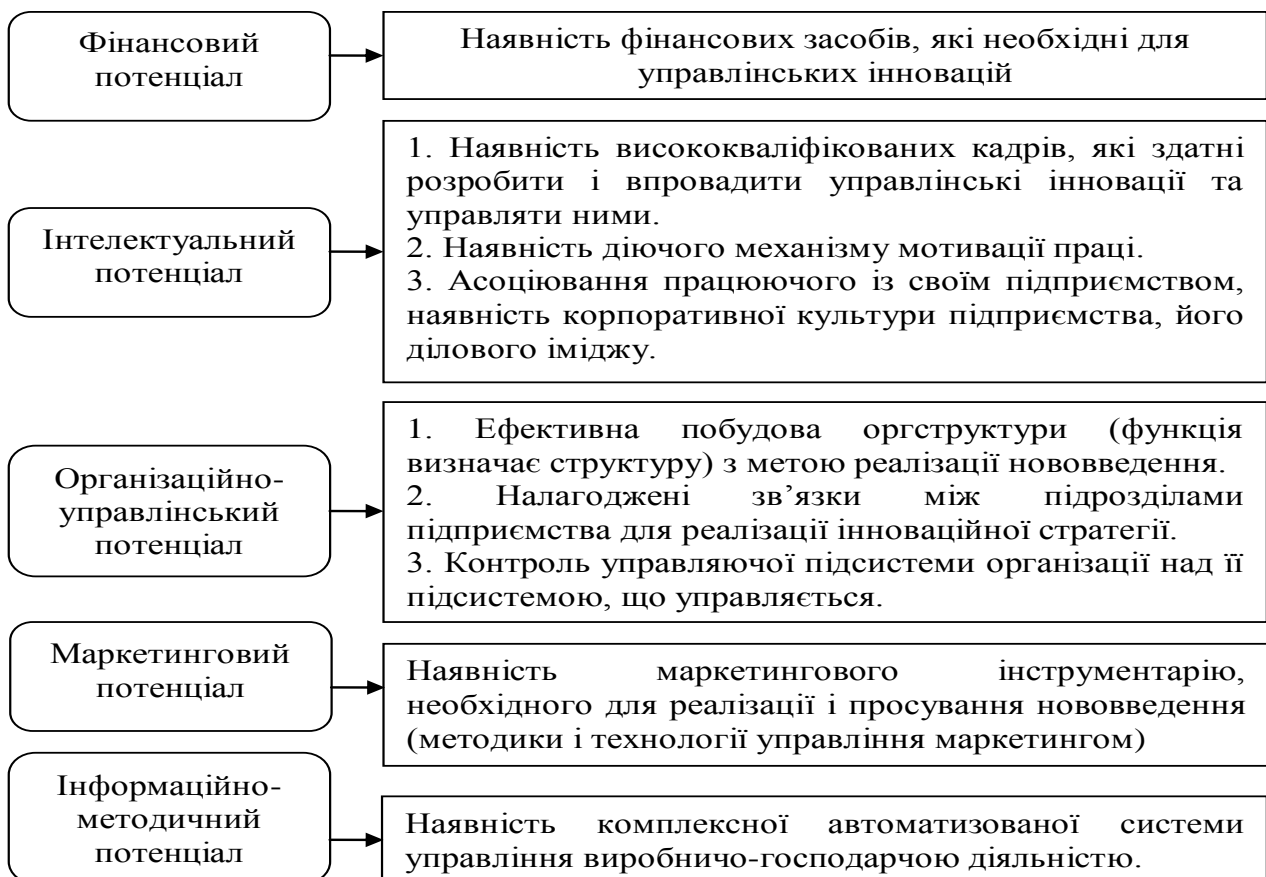 Фінансовий
потенціал
Наявність фінансових засобів, які необхідні для
управлінських інновацій
Інтелектуальний
потенціал
1. Наявність висококваліфікованих кадрів, які здатні
розробити і впровадити управлінські інновації та
управляти ними.
2. Наявність діючого механізму мотивації праці.
3. Асоціювання працюючого із своїм підприємством,
наявність корпоративної культури підприємства, його
ділового іміджу.
Організаційно-
управлінський
потенціал
1. Ефективна побудова оргструктури (функція
визначає структуру) з метою реалізації нововведення.
2. Налагоджені зв’язки між підрозділами
підприємства для реалізації інноваційної стратегії.
3. Контроль управляючої підсистеми організації над її
підсистемою, що управляється.
Маркетинговий
потенціал
Наявність маркетингового інструментарію,
необхідного для реалізації і просування нововведення
(методики і технології управління маркетингом)
Інформаційно-
методичний
потенціал
Наявність комплексної автоматизованої системи
управління виробничо-господарчою діяльністю.